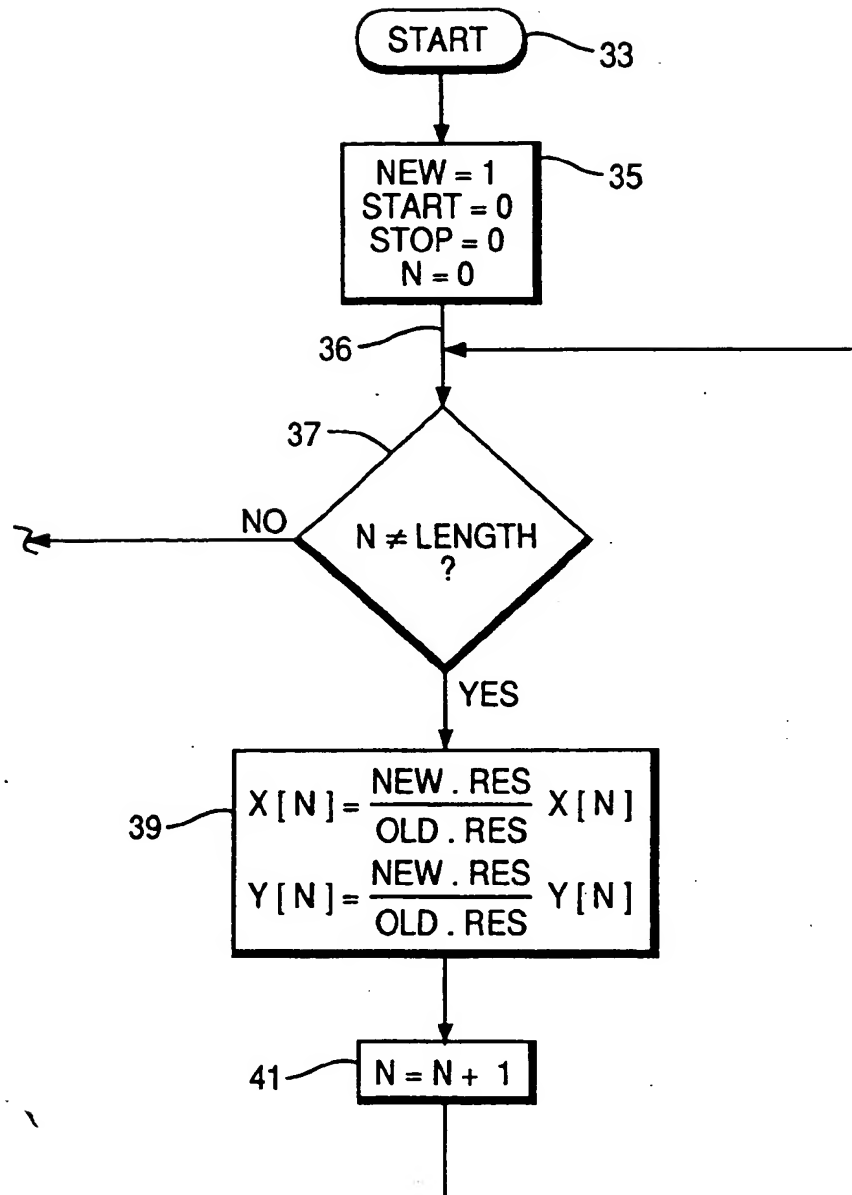 START
33
NEW = 1
START = 0
STOP = 0
N = 0
35
36
37
NO
N ≠ LENGTH
?
YES
39
X [ N ] = NEW . RES / OLD . RES X [ N ]
Y [ N ] = NEW . RES / OLD . RES Y [ N ]
41
N = N + 1